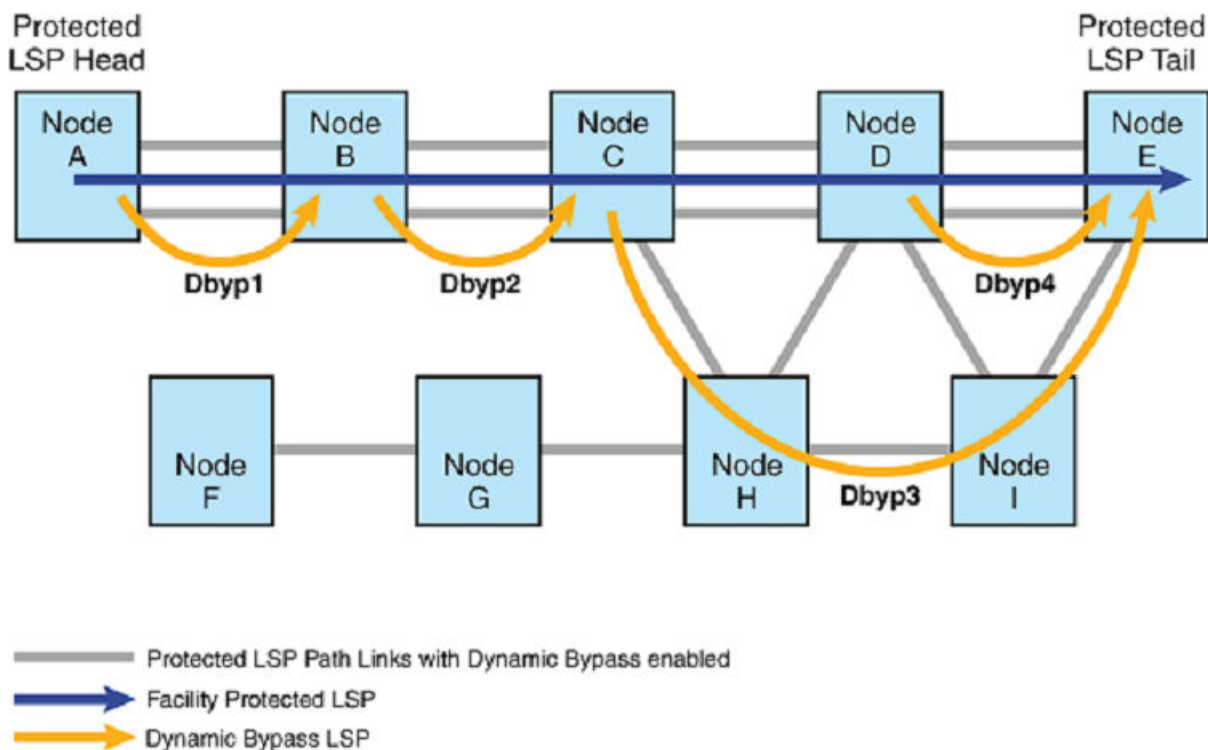 Protected
LSP Head
Protected
LSP Tail
Node
A
Node
B
Node
C
Node
D
Node
E
Dbyp1
Dbyp2
Dbyp4
Node
F
Node
G
Node
H
Node
I
Dbyp3
Protected LSP Path Links with Dynamic Bypass enabled
Facility Protected LSP
Dynamic Bypass LSP